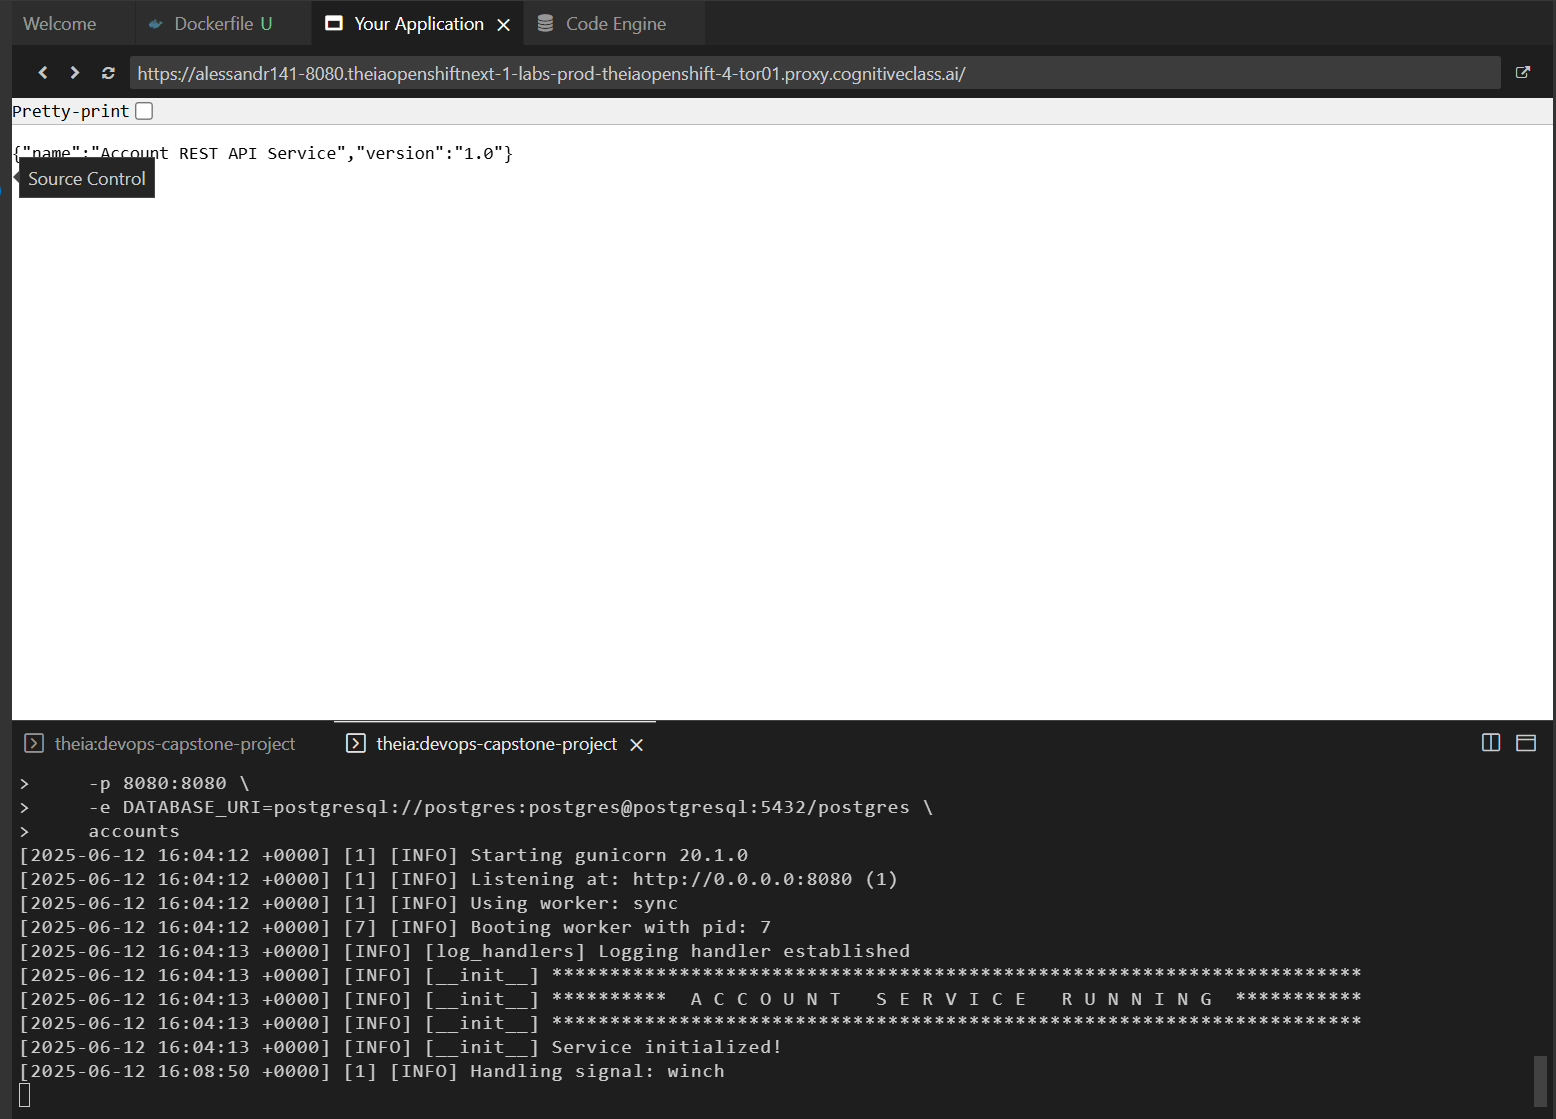 Welcome Dockerfile U Your Application Code Engine
https://alessandr141-8080.theiaopenshiftnext-1-labs-prod-theiaopenshift-4-tor01.proxy.cognitiveclass.ai/
Pretty-print
{"name":"Account REST API Service","version":"1.0"}
Source Control
theia:devops-capstone-project theia:devops-capstone-project
>     -p 8080:8080 \
>     -e DATABASE_URI=postgresql://postgres:postgres@postgresql:5432/postgres \
>     accounts
[2025-06-12 16:04:12 +0000] [1] [INFO] Starting gunicorn 20.1.0
[2025-06-12 16:04:12 +0000] [1] [INFO] Listening at: http://0.0.0.0:8080 (1)
[2025-06-12 16:04:12 +0000] [1] [INFO] Using worker: sync
[2025-06-12 16:04:12 +0000] [7] [INFO] Booting worker with pid: 7
[2025-06-12 16:04:13 +0000] [INFO] [log_handlers] Logging handler established
[2025-06-12 16:04:13 +0000] [INFO] [__init__] **********************************************************************
[2025-06-12 16:04:13 +0000] [INFO] [__init__] **********  A C C O U N T   S E R V I C E   R U N N I N G  ***********
[2025-06-12 16:04:13 +0000] [INFO] [__init__] **********************************************************************
[2025-06-12 16:04:13 +0000] [INFO] [__init__] Service initialized!
[2025-06-12 16:08:50 +0000] [1] [INFO] Handling signal: winch